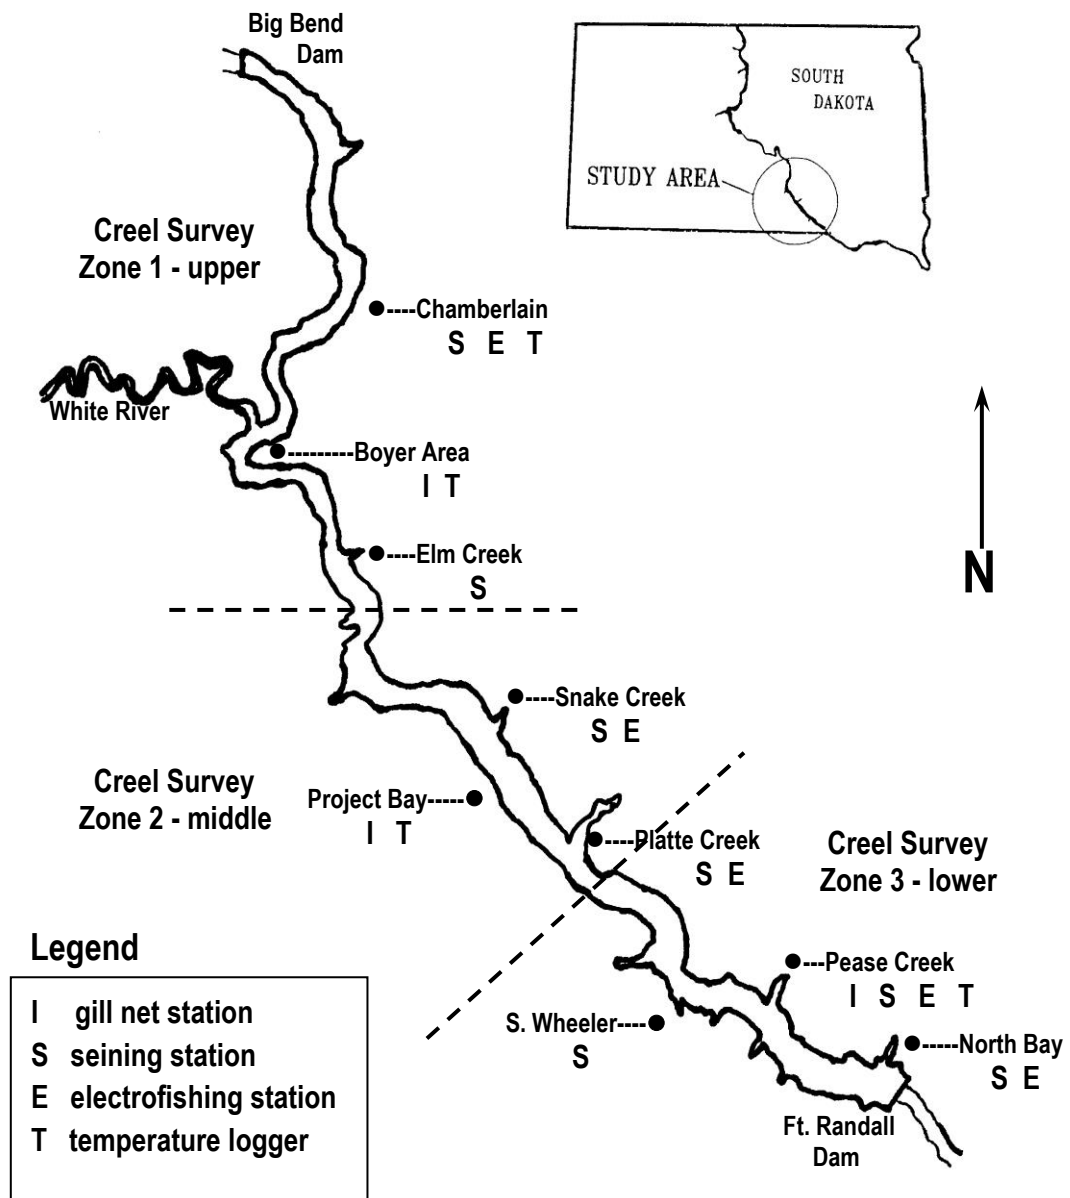 Big Bend
Dam
SOUTH
DAKOTA
STUDY AREA
Creel Survey
Zone 1 - upper
●----Chamberlain
S E T
White River
●---------Boyer Area
I T
●----Elm Creek
S
N
●----Snake Creek
S E
Creel Survey
Zone 2 - middle
Project Bay-----●
I T
●----Platte Creek
S E
Creel Survey
Zone 3 - lower
●---Pease Creek
I S E T
S. Wheeler----●
S
●-----North Bay
S E
Ft. Randall
Dam
Legend
I gill net station
S seining station
E electrofishing station
T temperature logger